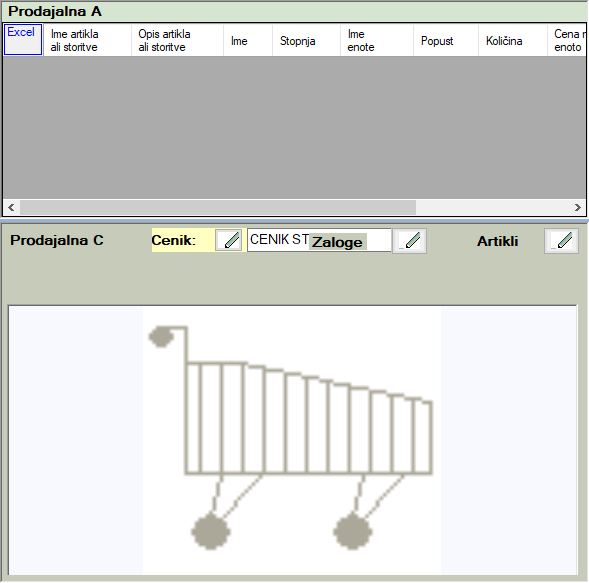 Prodajalna A
Excel
Ime artikla
ali storitve
Opis artikla
ali storitve
Ime
Stopnja
Ime
enote
Popust
Količina
Cena
enoto
Prodajalna C
Cenik:
CENIK ST
Zaloge
Artikli